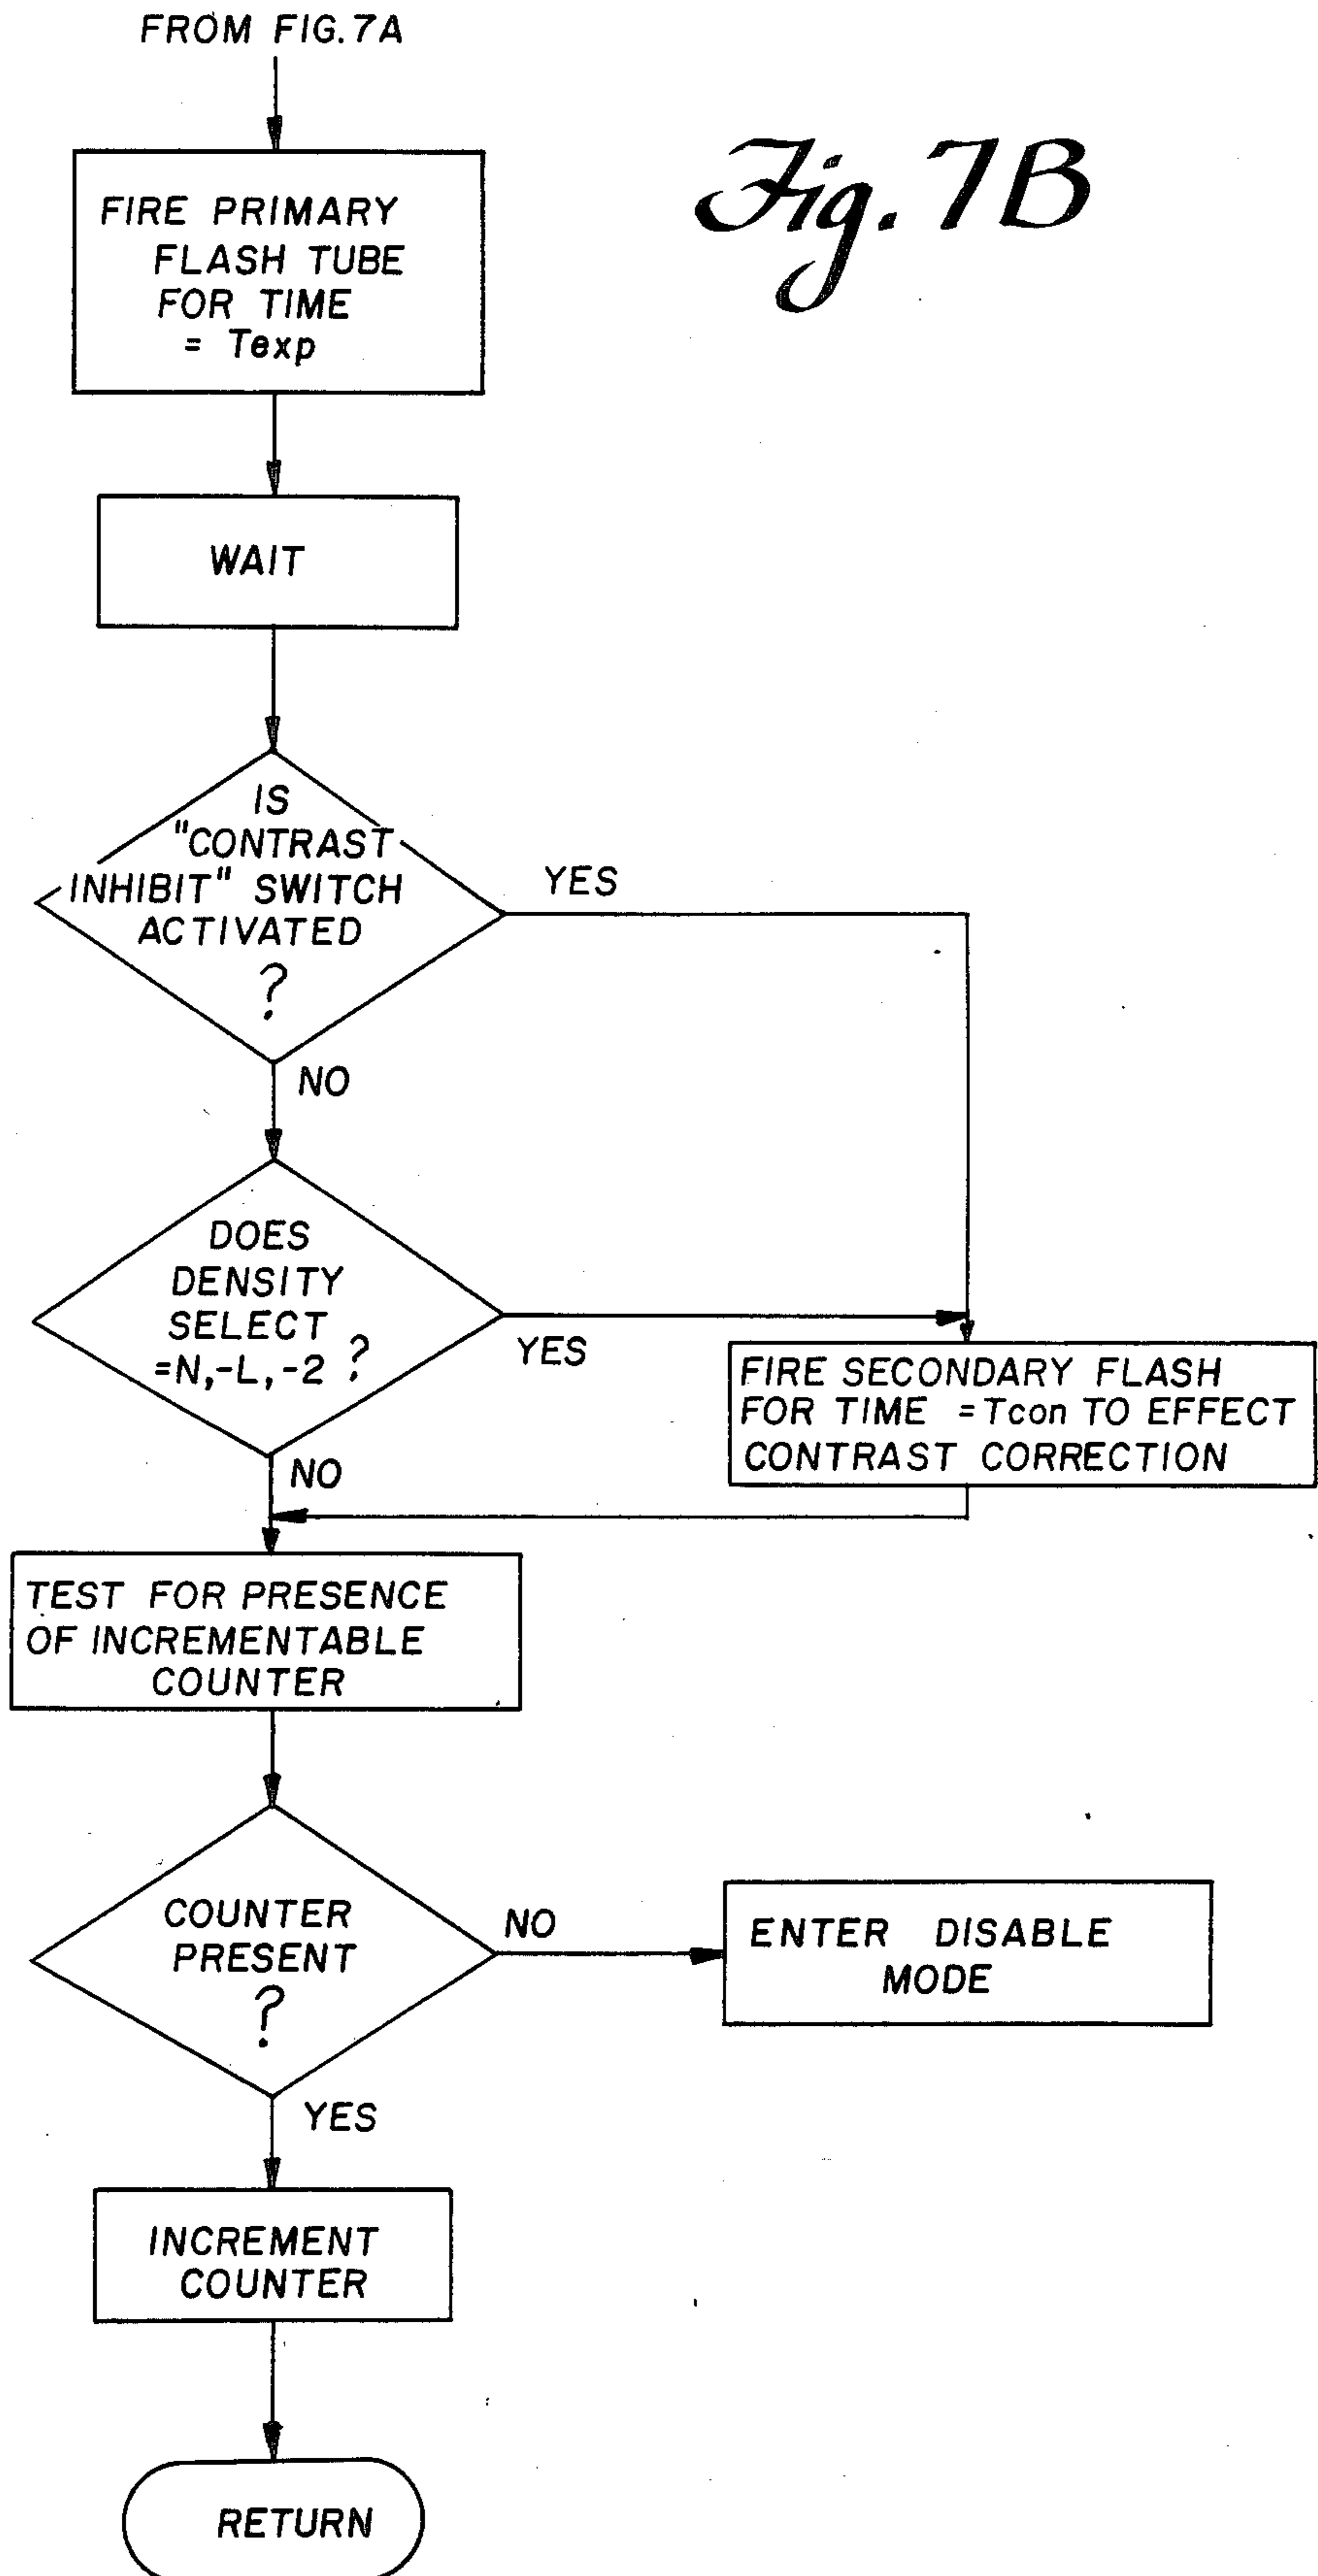 FROM FIG. 7A
Fig. 7B
FIRE PRIMARY
FLASH TUBE
FOR TIME
= Texp
WAIT
IS
"CONTRAST
INHIBIT" SWITCH
ACTIVATED
?
YES
NO
DOES
DENSITY
SELECT
=N,-L,-2 ?
YES
NO
FIRE SECONDARY FLASH
FOR TIME =Tcon TO EFFECT
CONTRAST CORRECTION
TEST FOR PRESENCE
OF INCREMENTABLE
COUNTER
COUNTER
PRESENT
?
NO
ENTER DISABLE
MODE
YES
INCREMENT
COUNTER
RETURN